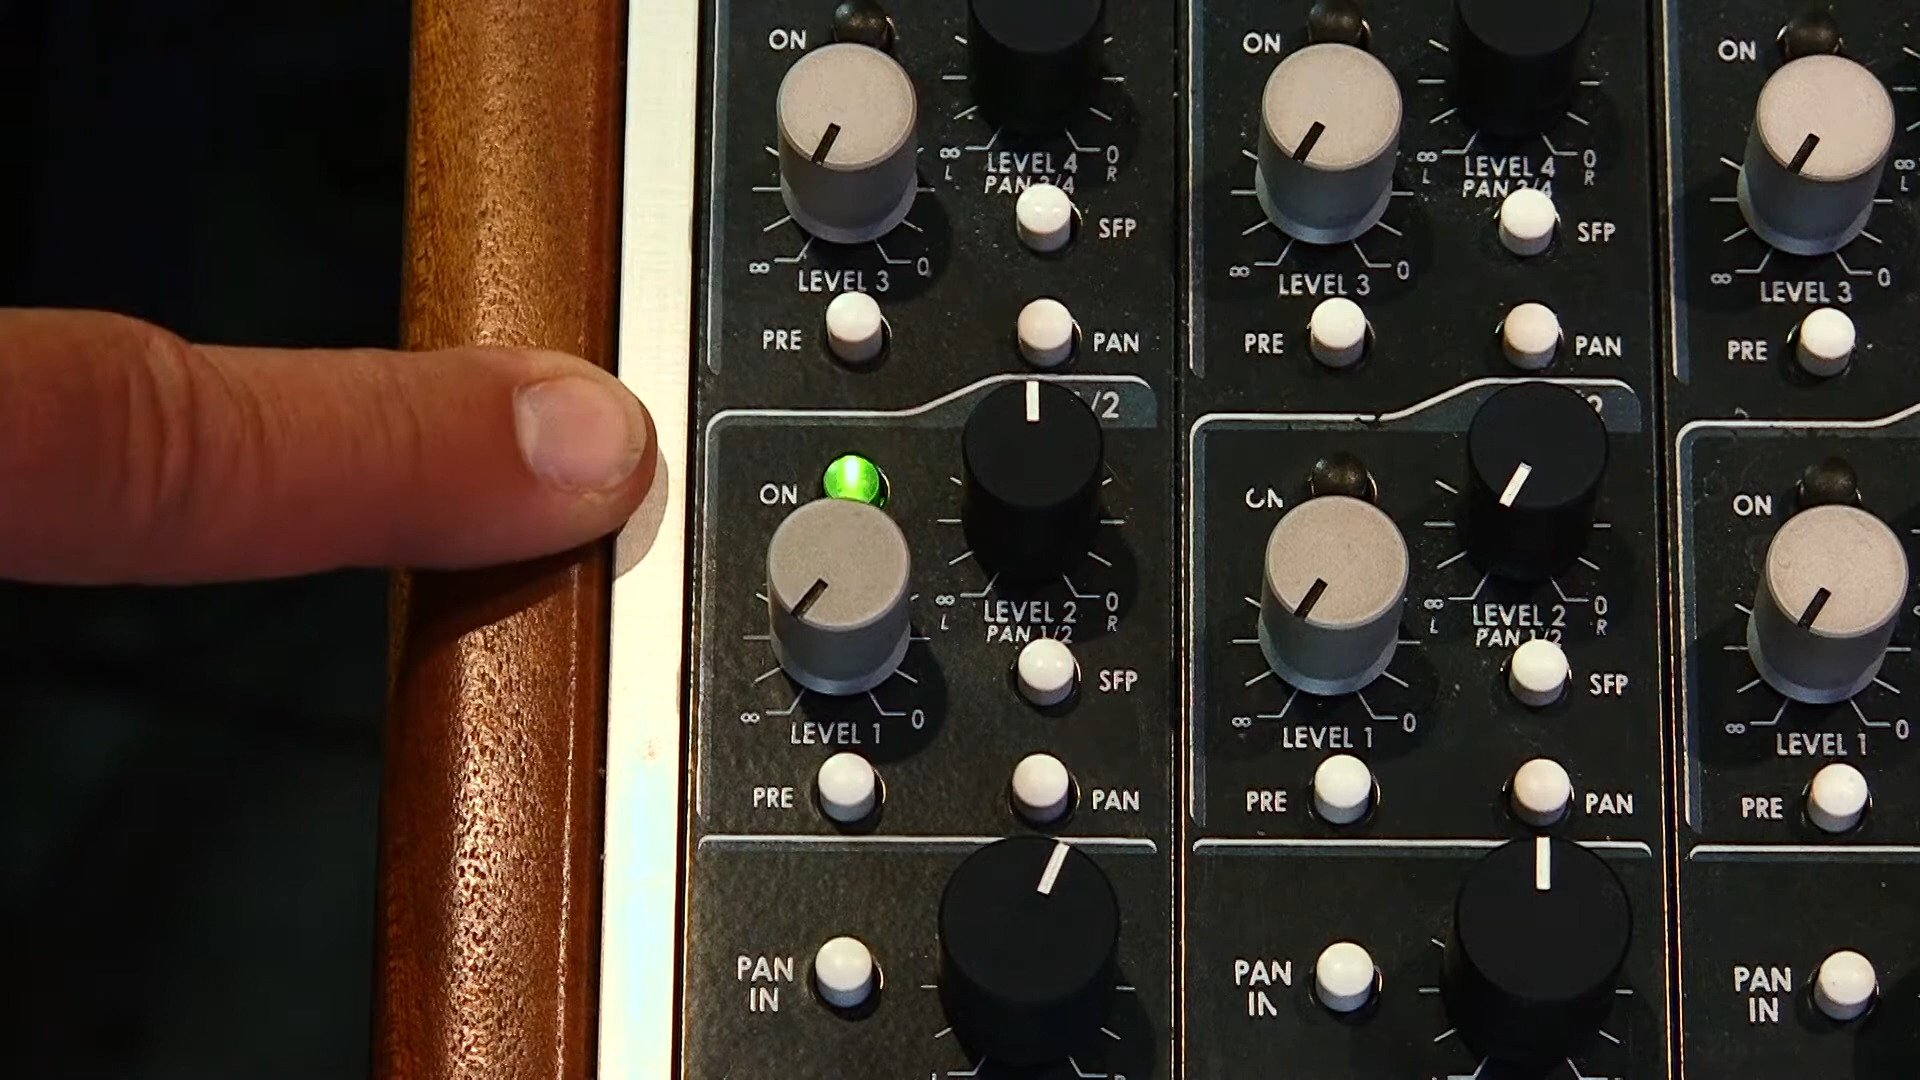 ON
∞ LEVEL 4 0
L PAN 3/4 R
SFP
∞ LEVEL 3 0
PRE
PAN
/2
ON
∞ LEVEL 2 0
L PAN 1/2 R
SFP
∞ LEVEL 1 0
PRE
PAN
PAN
IN
ON
∞ LEVEL 4 0
L PAN 3/4 R
SFP
∞ LEVEL 3 0
PRE
PAN
2
ON
∞ LEVEL 2 0
L PAN 1/2 R
SFP
∞ LEVEL 1 0
PRE
PAN
PAN
IN
ON
∞
L
∞ LEVEL 3 0
PRE
ON
∞ LEVEL 1 0
PRE
PAN
IN